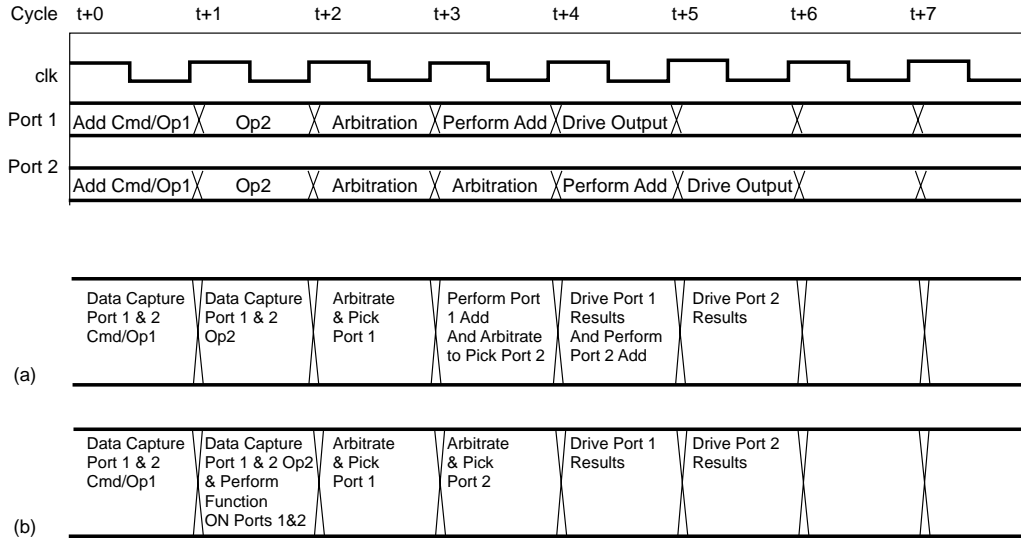 Cycle t+0 t+1 t+2 t+3 t+4 t+5 t+6 t+7
clk
Port 1 Add Cmd/Op1 Op2 Arbitration Perform Add Drive Output
Port 2 Add Cmd/Op1 Op2 Arbitration Arbitration Perform Add Drive Output
(a)
Data Capture
Port 1 & 2
Cmd/Op1
Data Capture
Port 1 & 2
Op2
Arbitrate
& Pick
Port 1
Perform Port
1 Add
And Arbitrate
to Pick Port 2
Drive Port 1
Results
And Perform
Port 2 Add
Drive Port 2
Results
(b)
Data Capture
Port 1 & 2
Cmd/Op1
Data Capture
Port 1 & 2 Op2
& Perform
Function
ON Ports 1&2
Arbitrate
& Pick
Port 1
Arbitrate
& Pick
Port 2
Drive Port 1
Results
Drive Port 2
Results